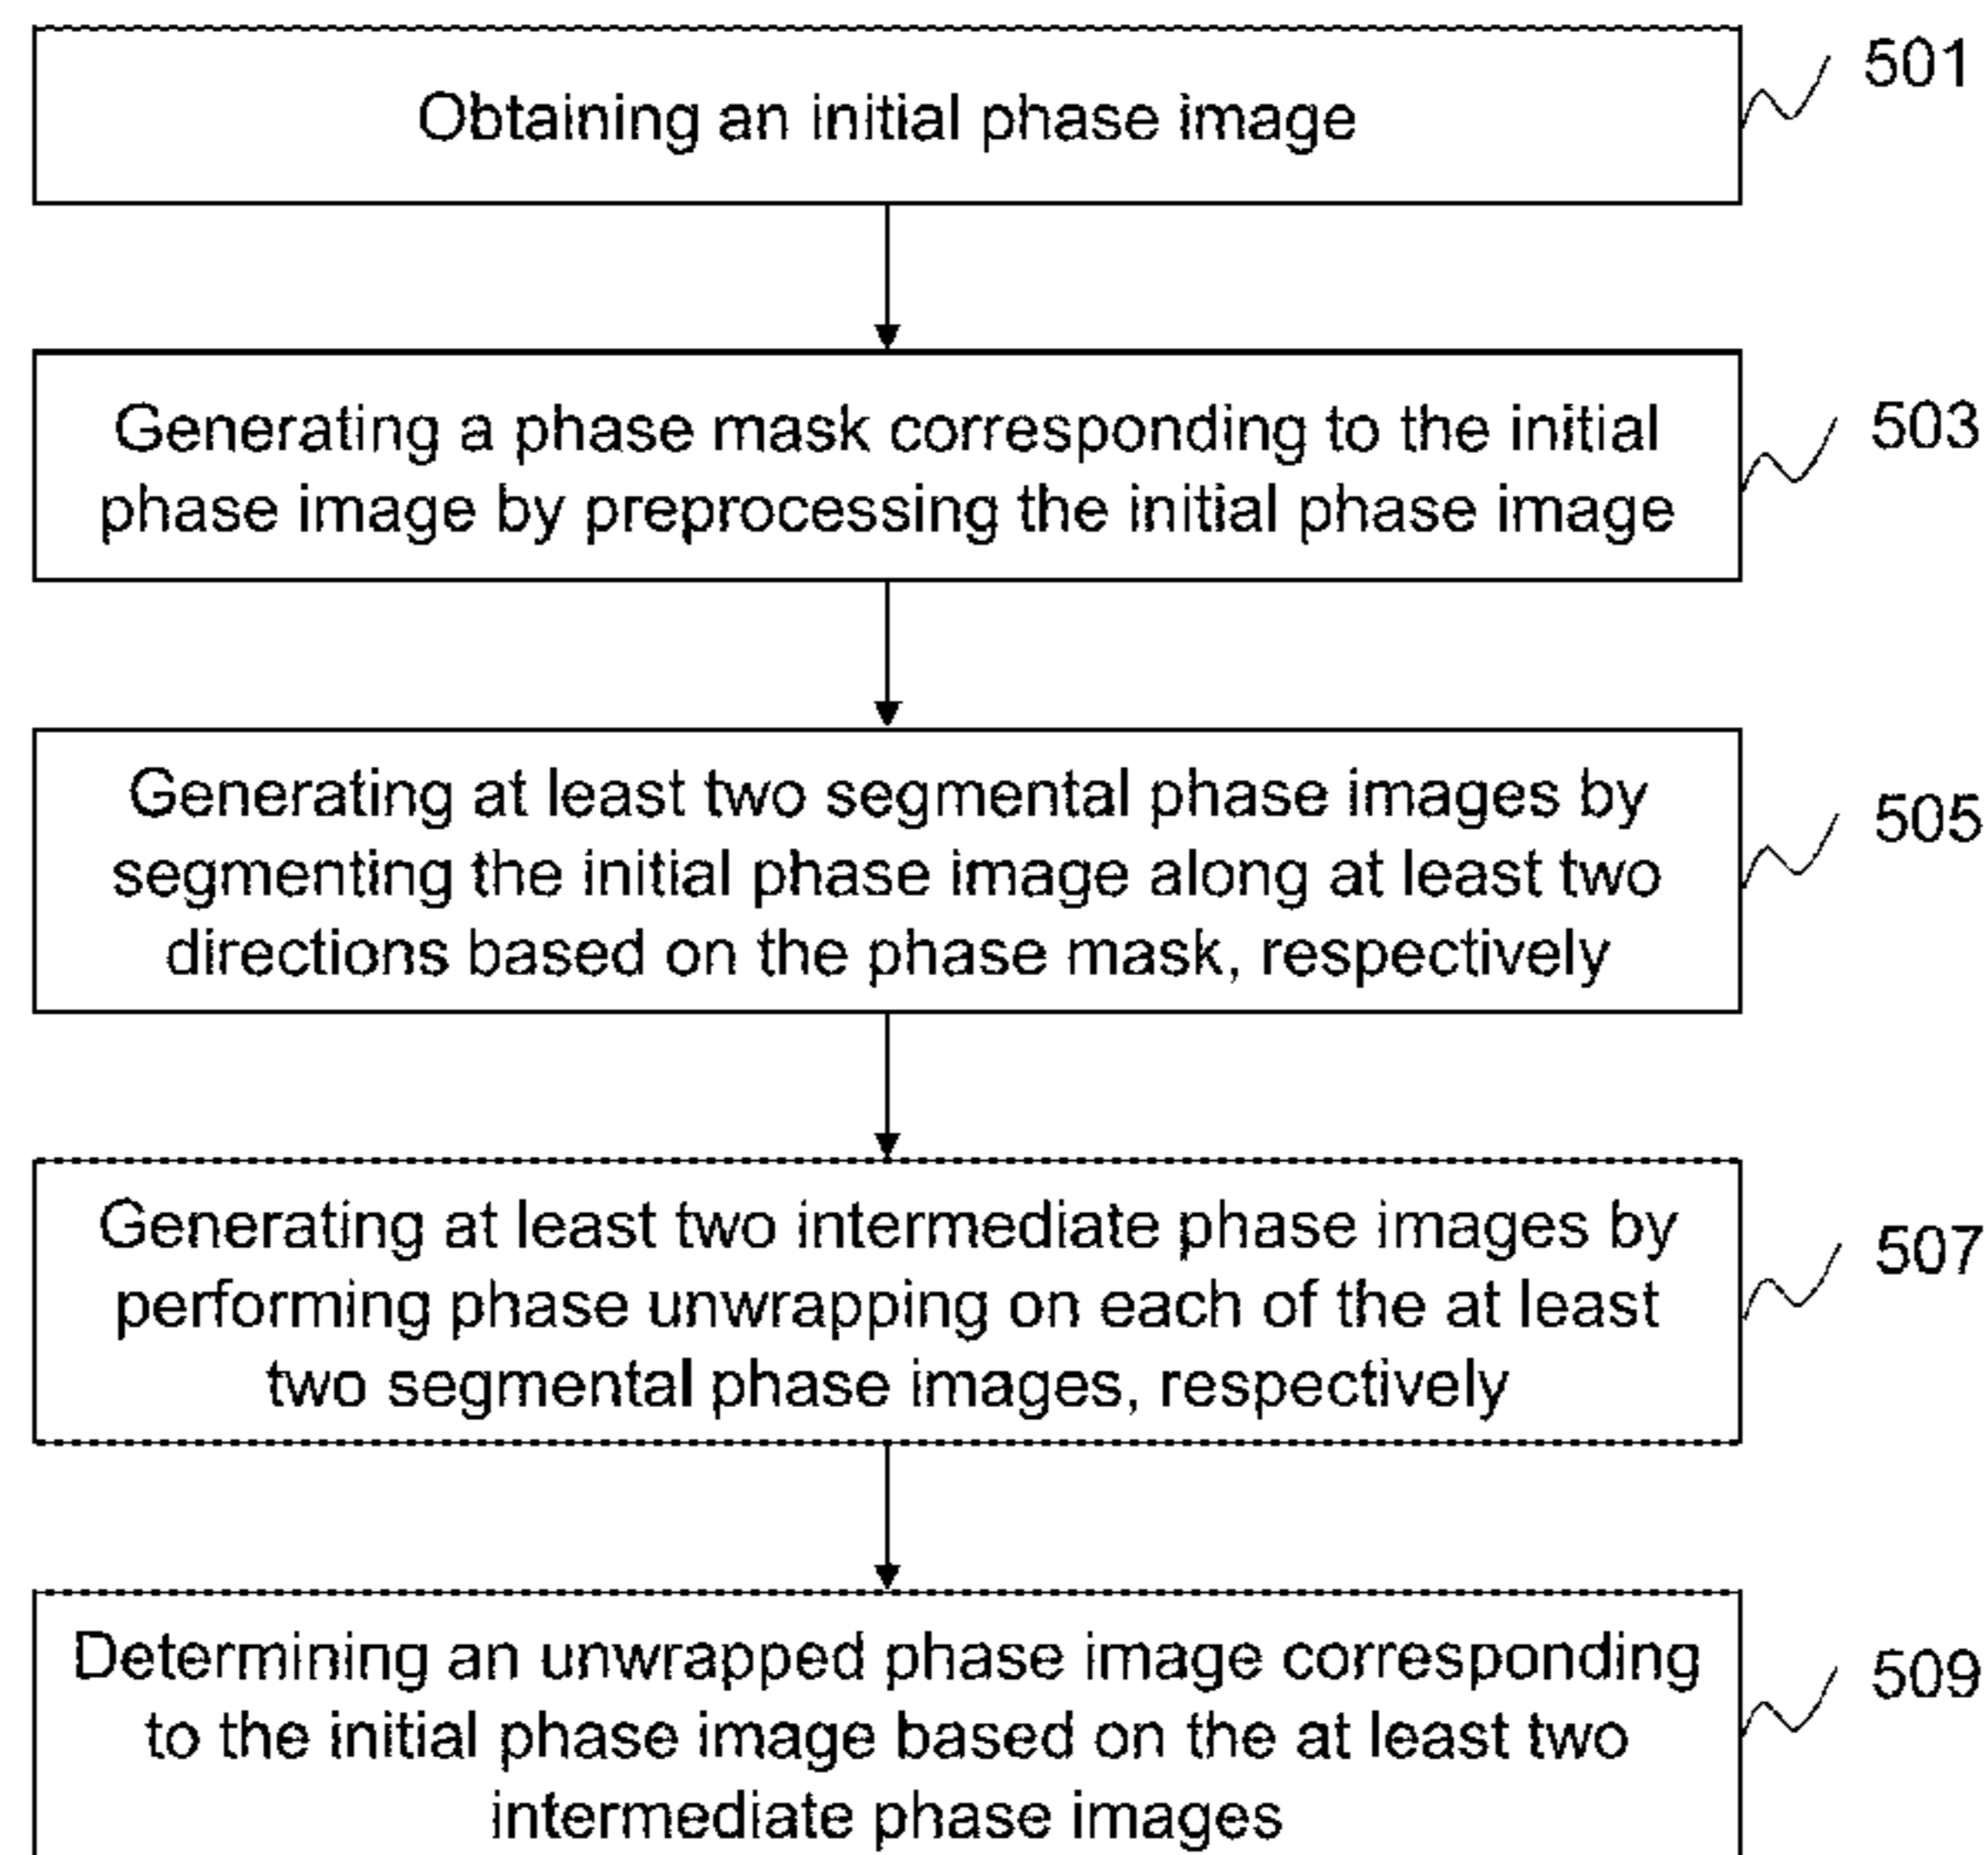 Obtaining an initial phase image
501
Generating a phase mask corresponding to the initial
phase image by preprocessing the initial phase image
503
Generating at least two segmental phase images by
segmenting the initial phase image along at least two
directions based on the phase mask, respectively
505
Generating at least two intermediate phase images by
performing phase unwrapping on each of the at least
two segmental phase images, respectively
507
Determining an unwrapped phase image corresponding
to the initial phase image based on the at least two
intermediate phase images
509